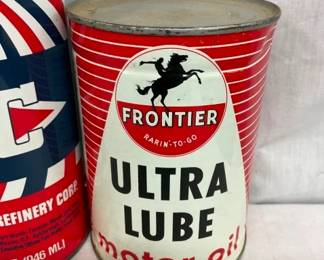 C
REFINERY CORP.
(946 ML)
FRONTIER
RARIN'-TO-GO
ULTRA
LUBE
motor oil